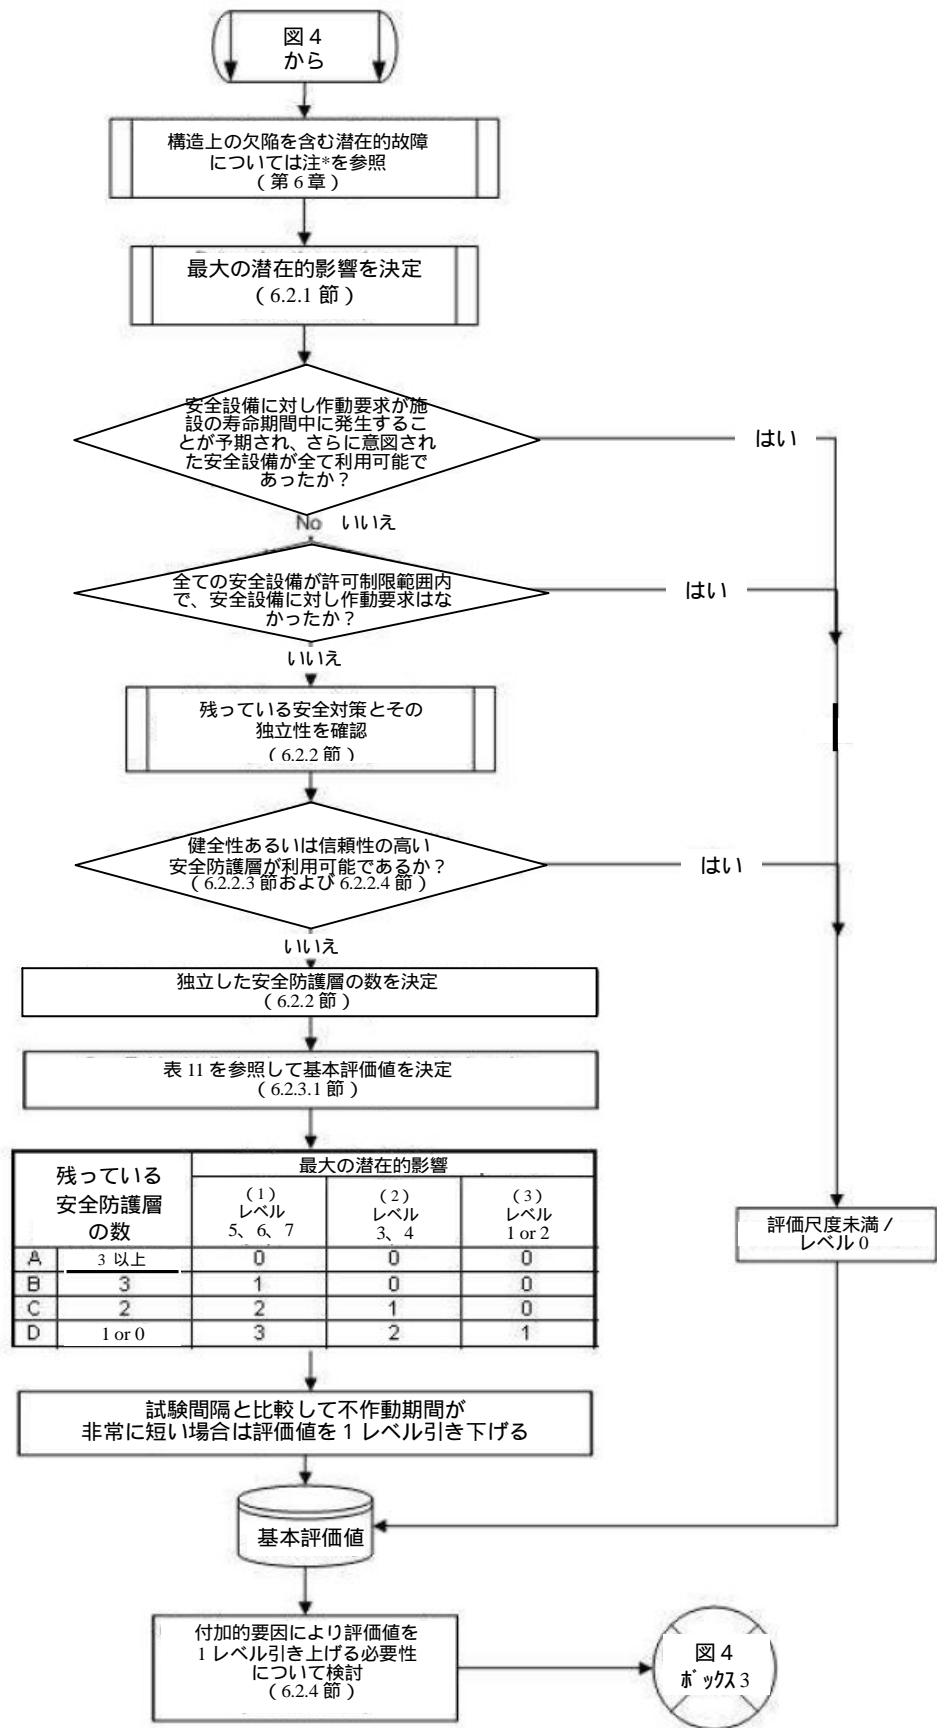 図４
から
構造上の欠陥を含む潜在的故障
については注*を参照
（第６章）
最大の潜在的影響を決定
（6.2.1 節）
安全設備に対し作動要求が施
設の寿命期間中に発生するこ
とが予期され、さらに意図され
た安全設備が全て利用可能で
あったか？
はい
No いいえ
全ての安全設備が許可制限範囲内
で、安全設備に対し作動要求はな
かったか？
はい
いいえ
残っている安全対策とその
独立性を確認
（6.2.2 節）
健全性あるいは信頼性の高い
安全防護層が利用可能であるか？
（6.2.2.3 節および 6.2.2.4 節）
はい
いいえ
独立した安全防護層の数を決定
（6.2.2 節）
表 11 を参照して基本評価値を決定
（6.2.3.1 節）
残っている
安全防護層
の数
最大の潜在的影響
（1）
レベル
5、6、7
（2）
レベル
3、4
（3）
レベル
1 or 2
A 3 以上 0 0 0
B 3 1 0 0
C 2 2 1 0
D 1 or 0 3 2 1
評価尺度未満／
レベル 0
試験間隔と比較して不作動期間が
非常に短い場合は評価値を１レベル引き下げる
基本評価値
付加的要因により評価値を
１レベル引き上げる必要性
について検討
（6.2.4 節）
図４
ボックス 3